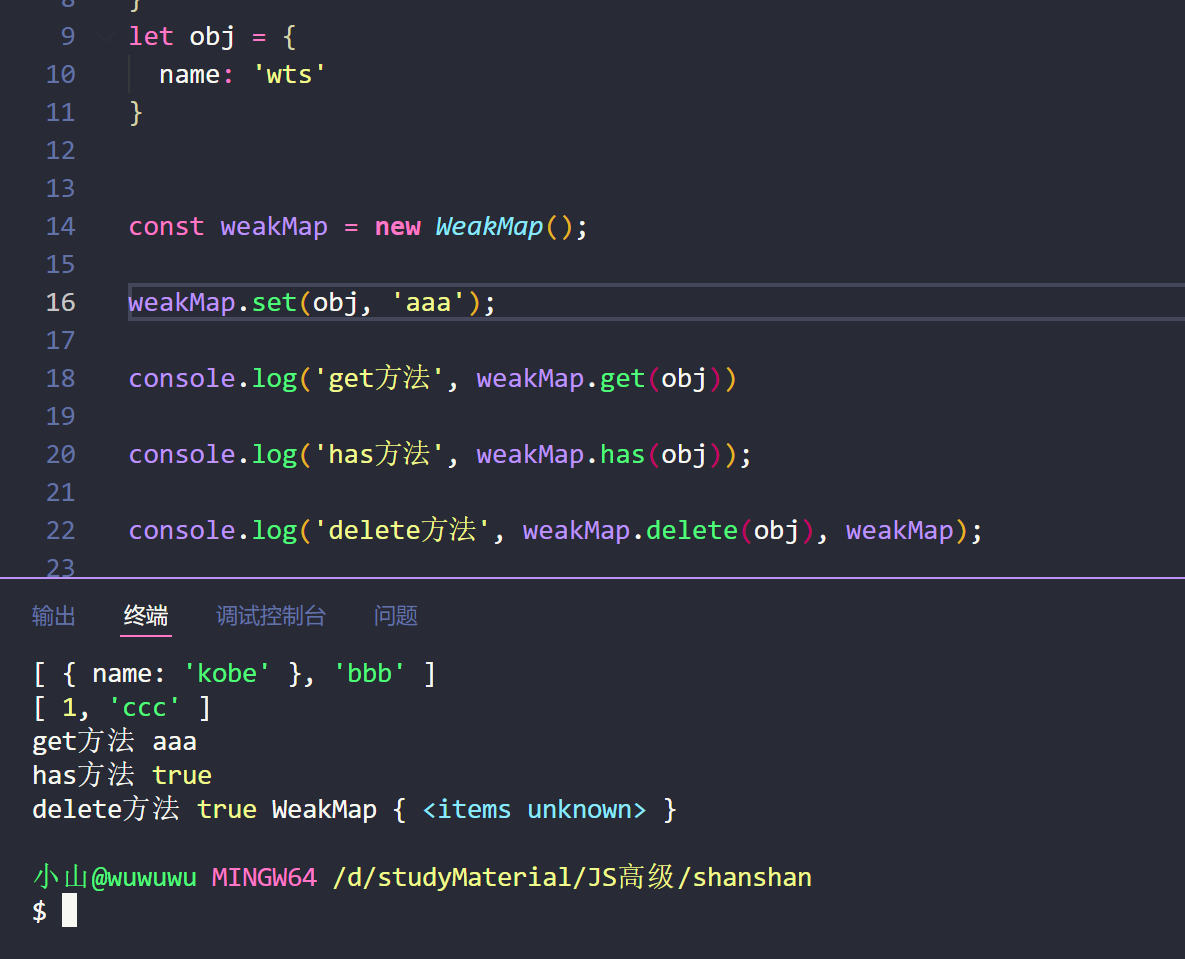 8 }
9 let obj = {
10 name: 'wts'
11 }
12
13
14 const weakMap = new WeakMap();
15
16 weakMap.set(obj, 'aaa');
17
18 console.log('get方法', weakMap.get(obj))
19
20 console.log('has方法', weakMap.has(obj));
21
22 console.log('delete方法', weakMap.delete(obj), weakMap);
23
输出 终端 调试控制台 问题
[ { name: 'kobe' }, 'bbb' ]
[ 1, 'ccc' ]
get方法 aaa
has方法 true
delete方法 true WeakMap { <items unknown> }
小山@wuwuwu MINGW64 /d/studyMaterial/JS高级/shanshan
$